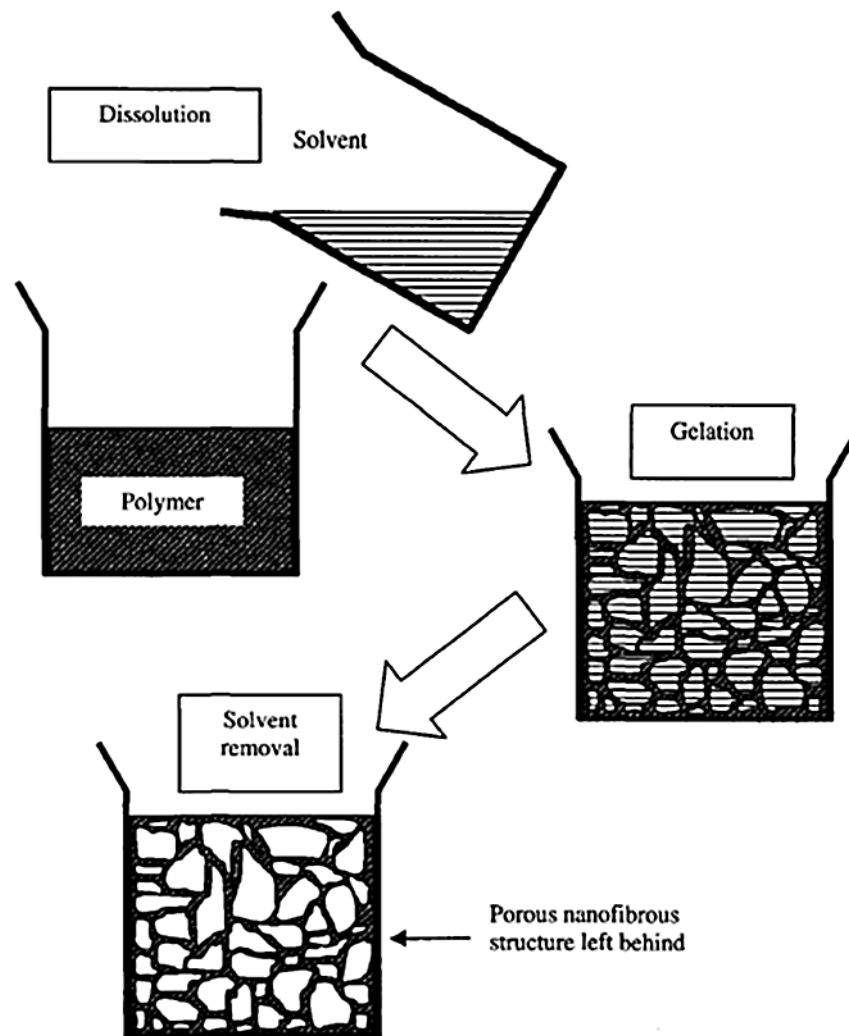 Dissolution
Solvent
Polymer
Gelation
Solvent
removal
Porous nanofibrous
structure left behind